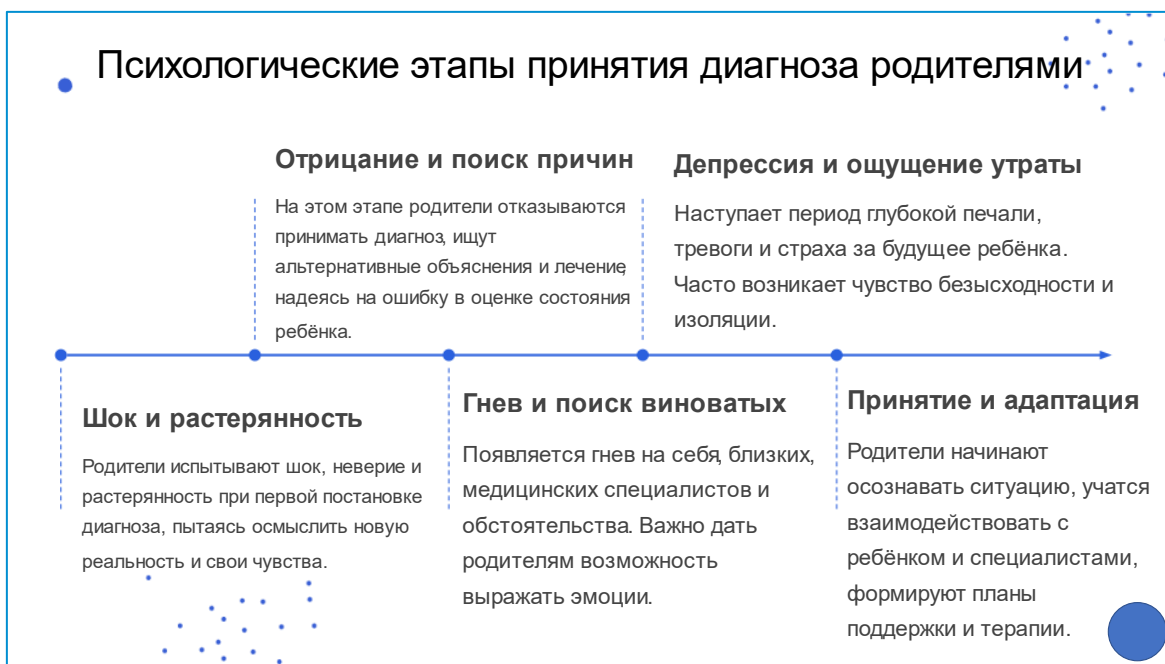 Психологические этапы принятия диагноза родителями
Отрицание и поиск причин
На этом этапе родители отказываются
принимать диагноз, ищут
альтернативные объяснения и лечение,
надеясь на ошибку в оценке состояния
ребёнка.
Депрессия и ощущение утраты
Наступает период глубокой печали,
тревоги и страха за будущее ребёнка.
Часто возникает чувство безысходности и
изоляции.
Шок и растерянность
Родители испытывают шок, неверие и
растерянность при первой постановке
диагноза, пытаясь осмыслить новую
реальность и свои чувства.
Гнев и поиск виноватых
Появляется гнев на себя, близких,
медицинских специалистов и
обстоятельства. Важно дать
родителям возможность
выражать эмоции.
Принятие и адаптация
Родители начинают
осознавать ситуацию, учатся
взаимодействовать с
ребёнком и специалистами,
формируют планы
поддержки и терапии.